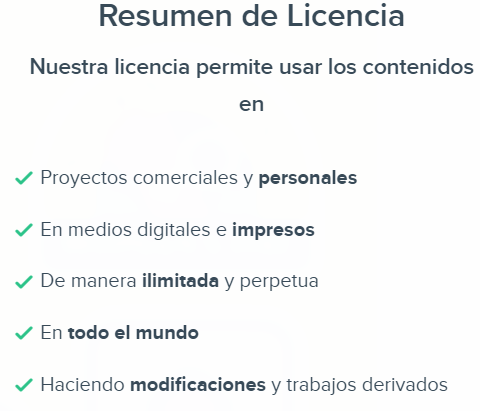 Resumen de Licencia
Nuestra licencia permite usar los contenidos
en
Proyectos comerciales y personales
En medios digitales e impresos
De manera ilimitada y perpetua
En todo el mundo
Haciendo modificaciones y trabajos derivados